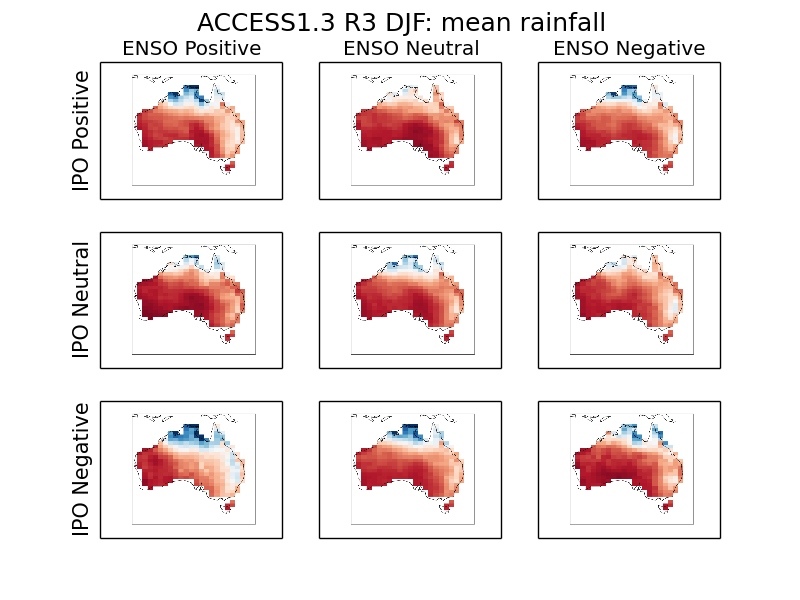 ACCESS1.3 R3 DJF: mean rainfall
ENSO Positive
ENSO Neutral
ENSO Negative
IPO Positive
IPO Neutral
IPO Negative